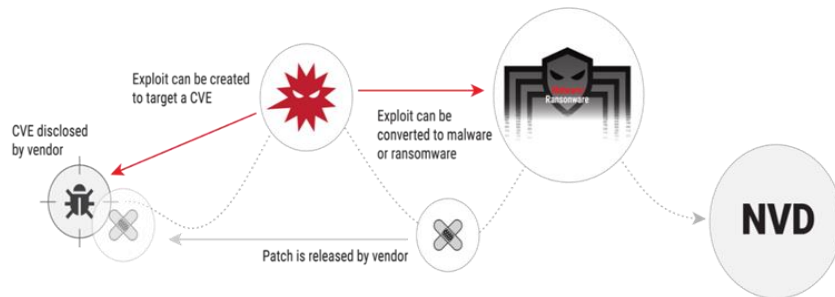 Exploit can be created
to target a CVE
CVE disclosed
by vendor
Exploit can be
converted to malware
or ransomware
Ransomware
Patch is released by vendor
NVD